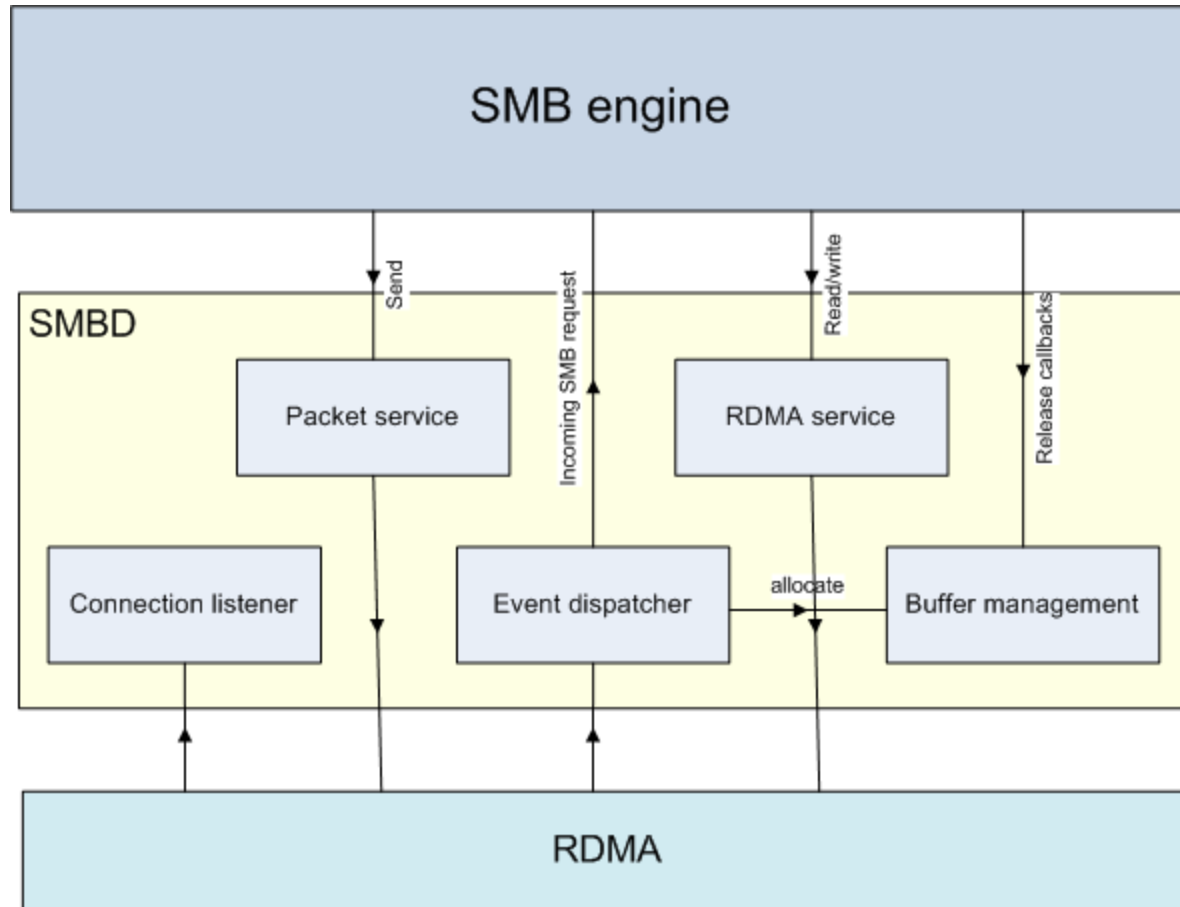 SMB engine
Send
Incoming SMB request
Read/write
Release callbacks
SMBD
Packet service
RDMA service
Connection listener
Event dispatcher
allocate
Buffer management
RDMA